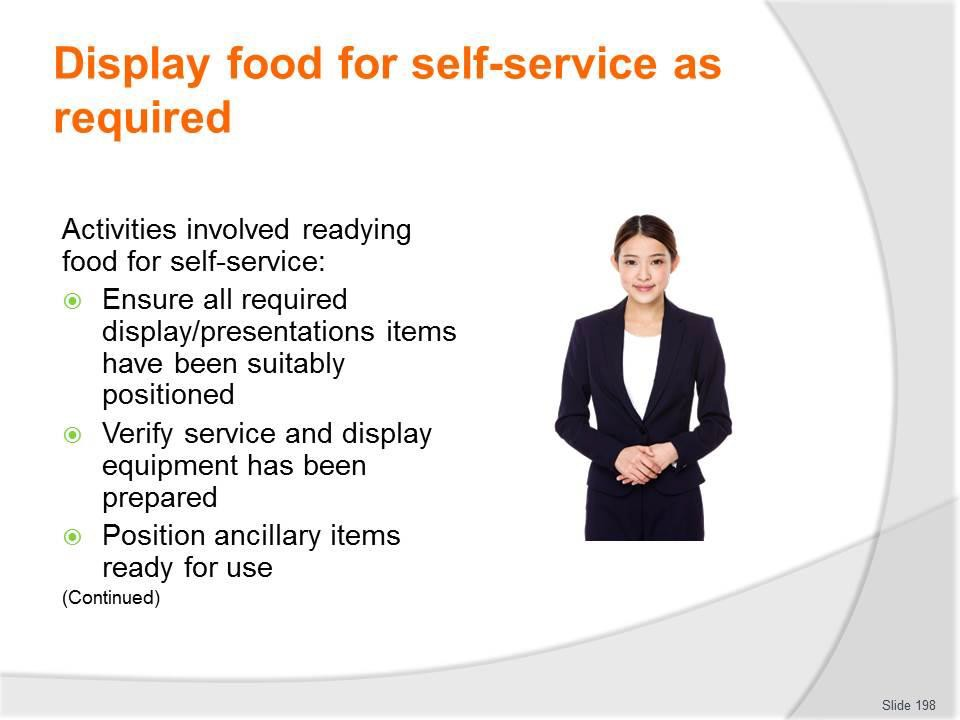 Display food for self-service as
required
Activities involved readying
food for self-service:
Ensure all required
display/presentations items
have been suitably
positioned
Verify service and display
equipment has been
prepared
Position ancillary items
ready for use
(Continued)
Slide 198